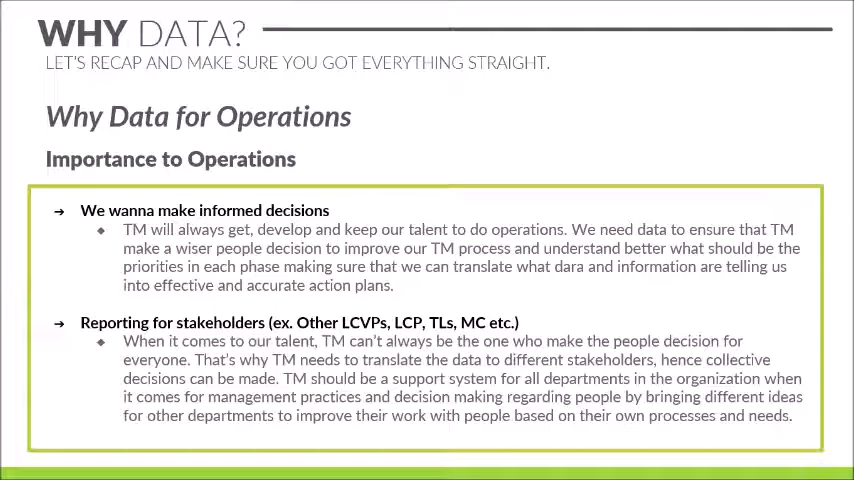 WHY DATA?
LET'S RECAP AND MAKE SURE YOU GOT EVERYTHING STRAIGHT.
Why Data for Operations
Importance to Operations
➔ We wanna make informed decisions
◆ TM will always get, develop and keep our talent to do operations. We need data to ensure that TM
make a wiser people decision to improve our TM process and understand better what should be the
priorities in each phase making sure that we can translate what dara and information are telling us
into effective and accurate action plans.
➔ Reporting for stakeholders (ex. Other LCVPs, LCP, TLs, MC etc.)
◆ When it comes to our talent, TM can't always be the one who make the people decision for
everyone. That's why TM needs to translate the data to different stakeholders, hence collective
decisions can be made. TM should be a support system for all departments in the organization when
it comes for management practices and decision making regarding people by bringing different ideas
for other departments to improve their work with people based on their own processes and needs.